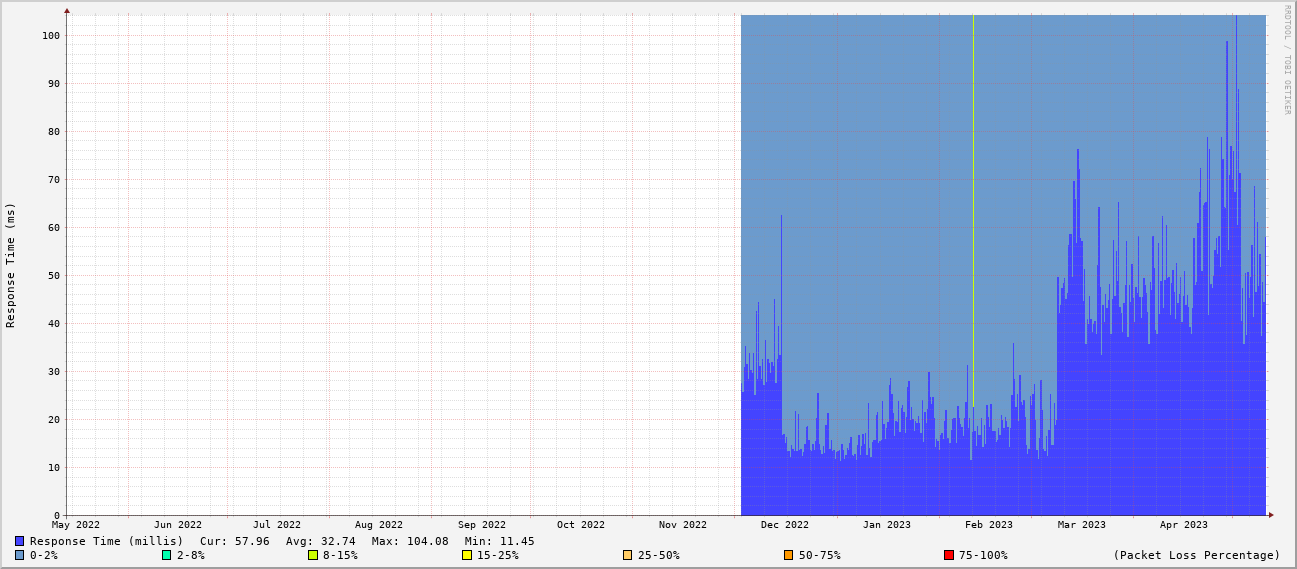 RRDTOOL / TOBI OETIKER
Response Time (ms)
100
90
80
70
60
50
40
30
20
10
0
May 2022 Jun 2022 Jul 2022 Aug 2022 Sep 2022 Oct 2022 Nov 2022 Dec 2022 Jan 2023 Feb 2023 Mar 2023 Apr 2023
Response Time (millis) Cur: 57.96 Avg: 32.74 Max: 104.08 Min: 11.45
0-2% 2-8% 8-15% 15-25% 25-50% 50-75% 75-100% (Packet Loss Percentage)